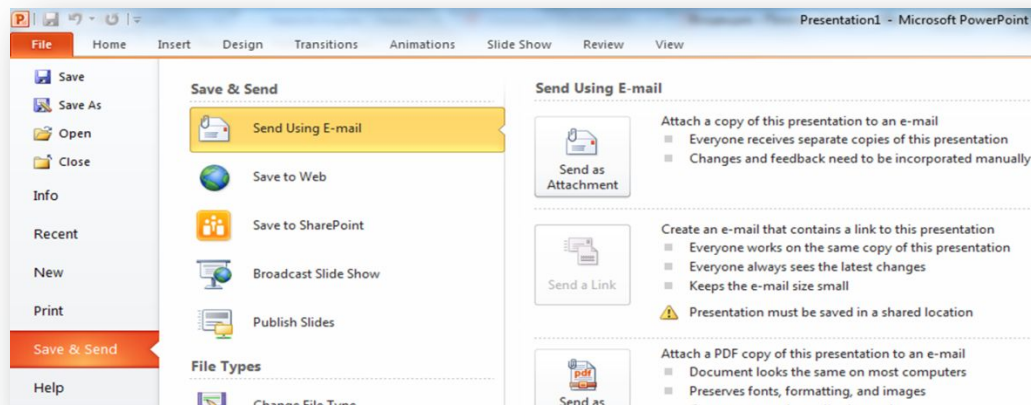 Presentation1 - Microsoft PowerPoint
File Home Insert Design Transitions Animations Slide Show Review View
Save
Save As
Open
Close
Info
Recent
New
Print
Save & Send
Help
Save & Send
Send Using E-mail
Save to Web
Save to SharePoint
Broadcast Slide Show
Publish Slides
File Types
Change File Type
Send Using E-mail
Send as
Attachment
Attach a copy of this presentation to an e-mail
Everyone receives separate copies of this presentation
Changes and feedback need to be incorporated manually
Send a Link
Create an e-mail that contains a link to this presentation
Everyone works on the same copy of this presentation
Everyone always sees the latest changes
Keeps the e-mail size small
Presentation must be saved in a shared location
pdf
Send as
Attach a PDF copy of this presentation to an e-mail
Document looks the same on most computers
Preserves fonts, formatting, and images